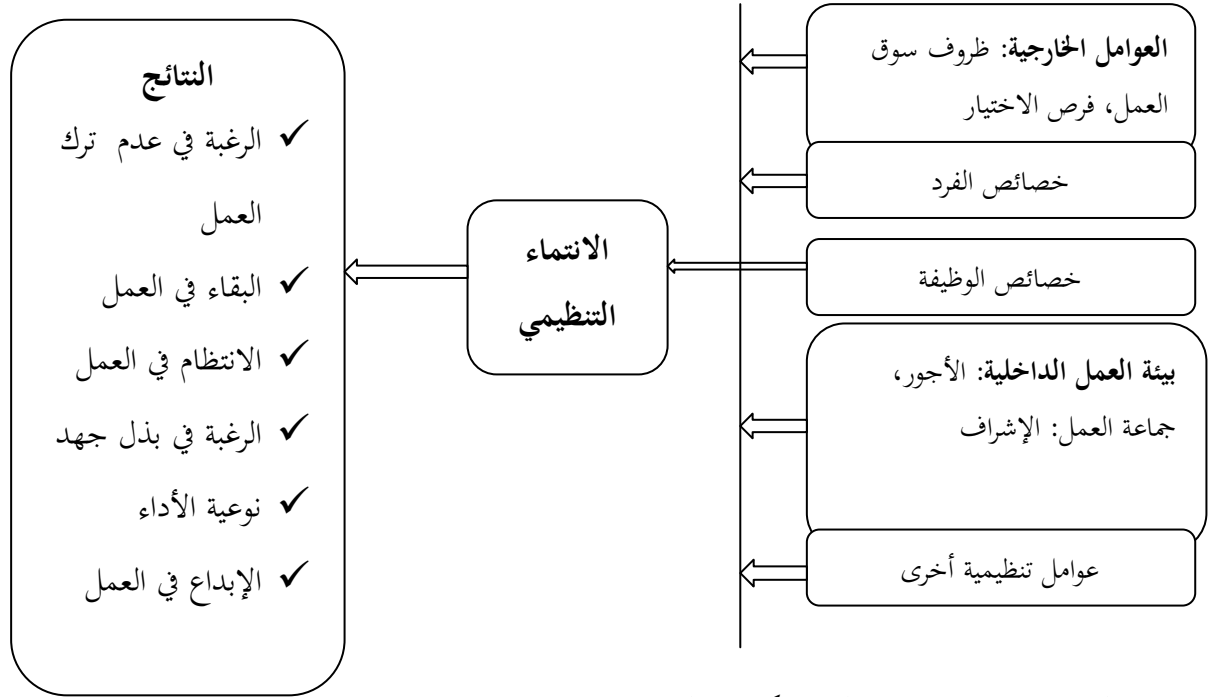 العوامل الخارجية: ظروف سوق
العمل، فرص الاختيار
خصائص الفرد
خصائص الوظيفة
بيئة العمل الداخلية: الأجور،
جماعة العمل: الإشراف
عوامل تنظيمية أخرى
الانتماء
التنظيمي
النتائج
✓ الرغبة في عدم ترك
العمل
✓ البقاء في العمل
✓ الانتظام في العمل
✓ الرغبة في بذل جهد
✓ نوعية الأداء
✓ الإبداع في العمل